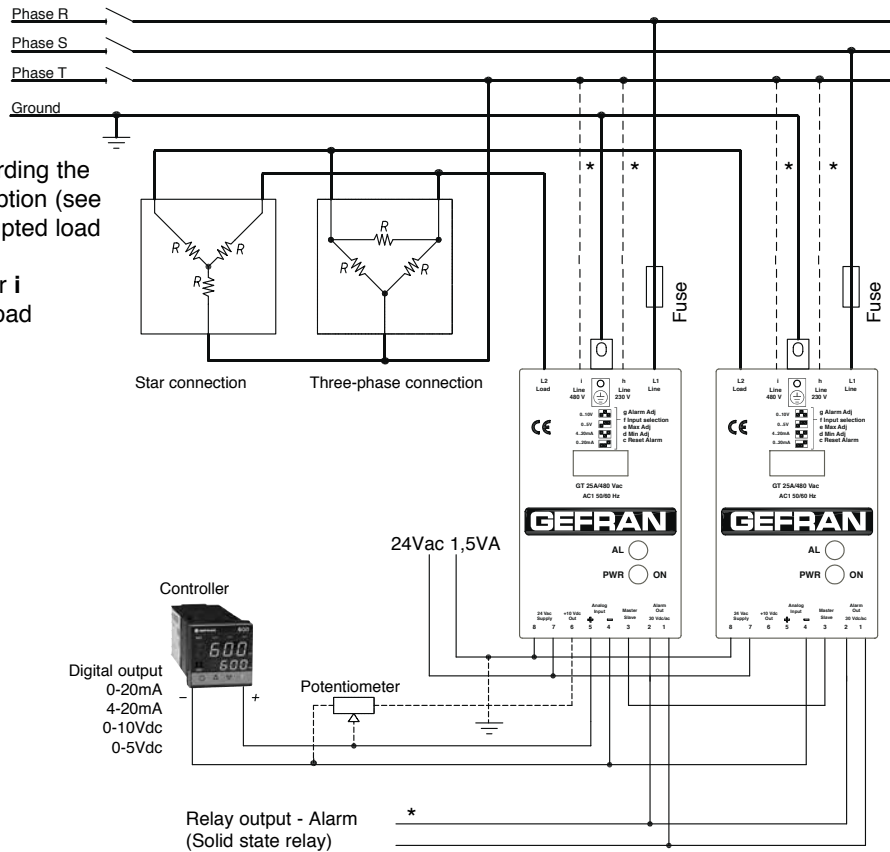 Phase R
Phase S
Phase T
Ground
rding the
ption (see
pted load
r i
oad
* * * *
R R R
R R R
Fuse
Fuse
Star connection
Three-phase connection
L2 Load
i Line 480 V
h Line 230 V
L1 Line
0..10V
0..5V
4..20mA
0..20mA
g Alarm Adj
f Input selection
e Max Adj
d Min Adj
c Reset Alarm
CE
GT 25A/480 Vac
AC1 50/60 Hz
GEFRAN
AL
PWR ON
24 Vac Supply
+10 Vdc Out
Analog Input
+ -
Master Slave
Alarm Out
30 Vdc/ac
8 7 6 5 4 3 2 1
L2 Load
i Line 480 V
h Line 230 V
L1 Line
0..10V
0..5V
4..20mA
0..20mA
g Alarm Adj
f Input selection
e Max Adj
d Min Adj
c Reset Alarm
CE
GT 25A/480 Vac
AC1 50/60 Hz
GEFRAN
AL
PWR ON
24 Vac Supply
+10 Vdc Out
Analog Input
+ -
Master Slave
Alarm Out
30 Vdc/ac
8 7 6 5 4 3 2 1
24Vac 1,5VA
Controller
GEFRAN 600
600
600
Digital output
0-20mA
4-20mA
0-10Vdc
0-5Vdc
- +
Potentiometer
Relay output - Alarm *
(Solid state relay)